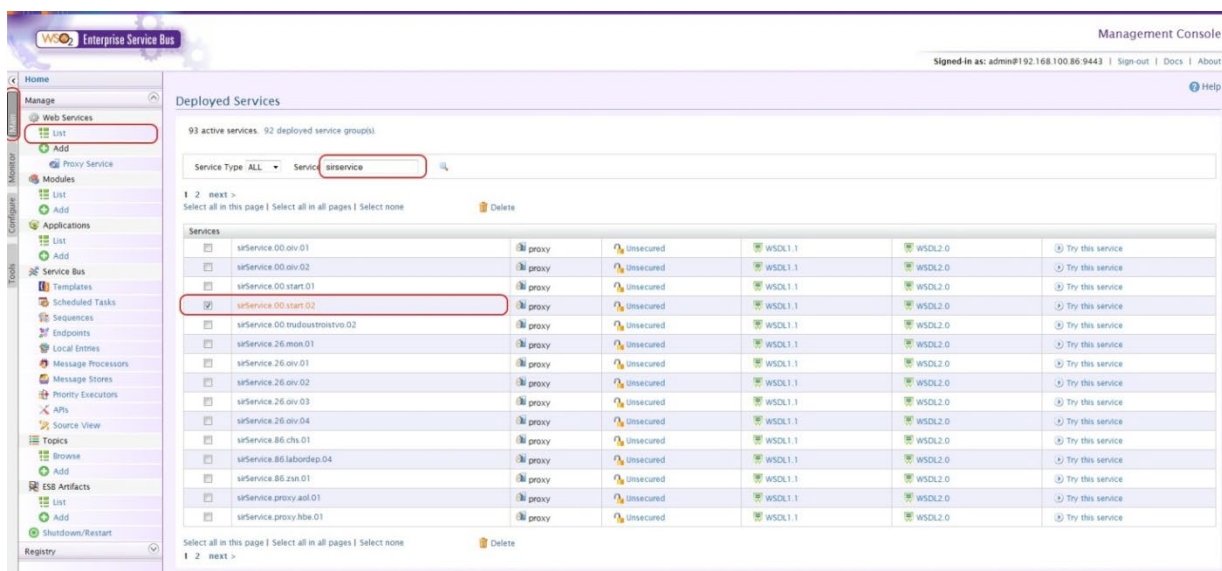 WSO2 Enterprise Service Bus
Management Console
Signed-in as: admin@192.168.100.86:9443 | Sign-out | Docs | About
Main
Monitor
Configure
Tools
Home
Manage
Web Services
List
Add
Proxy Service
Modules
List
Add
Applications
List
Add
Service Bus
Templates
Scheduled Tasks
Sequences
Endpoints
Local Entries
Message Processors
Message Stores
Priority Executors
APIs
Source View
Topics
Browse
Add
ESB Artifacts
List
Add
Shutdown/Restart
Registry
Help
Deployed Services
93 active services. 92 deployed service group(s).
Service Type ALL Service sirservice
1 2 next >
Select all in this page | Select all in all pages | Select none Delete
Services
sirService.00.oiv.01 proxy Unsecured WSDL1.1 WSDL2.0 Try this service
sirService.00.oiv.02 proxy Unsecured WSDL1.1 WSDL2.0 Try this service
sirService.00.start.01 proxy Unsecured WSDL1.1 WSDL2.0 Try this service
sirService.00.start.02 proxy Unsecured WSDL1.1 WSDL2.0 Try this service
sirService.00.trudoustroistvo.02 proxy Unsecured WSDL1.1 WSDL2.0 Try this service
sirService.26.mon.01 proxy Unsecured WSDL1.1 WSDL2.0 Try this service
sirService.26.oiv.01 proxy Unsecured WSDL1.1 WSDL2.0 Try this service
sirService.26.oiv.02 proxy Unsecured WSDL1.1 WSDL2.0 Try this service
sirService.26.oiv.03 proxy Unsecured WSDL1.1 WSDL2.0 Try this service
sirService.26.oiv.04 proxy Unsecured WSDL1.1 WSDL2.0 Try this service
sirService.86.chs.01 proxy Unsecured WSDL1.1 WSDL2.0 Try this service
sirService.86.labordep.04 proxy Unsecured WSDL1.1 WSDL2.0 Try this service
sirService.86.zsn.01 proxy Unsecured WSDL1.1 WSDL2.0 Try this service
sirService.proxy.aol.01 proxy Unsecured WSDL1.1 WSDL2.0 Try this service
sirService.proxy.hbe.01 proxy Unsecured WSDL1.1 WSDL2.0 Try this service
Select all in this page | Select all in all pages | Select none Delete
1 2 next >